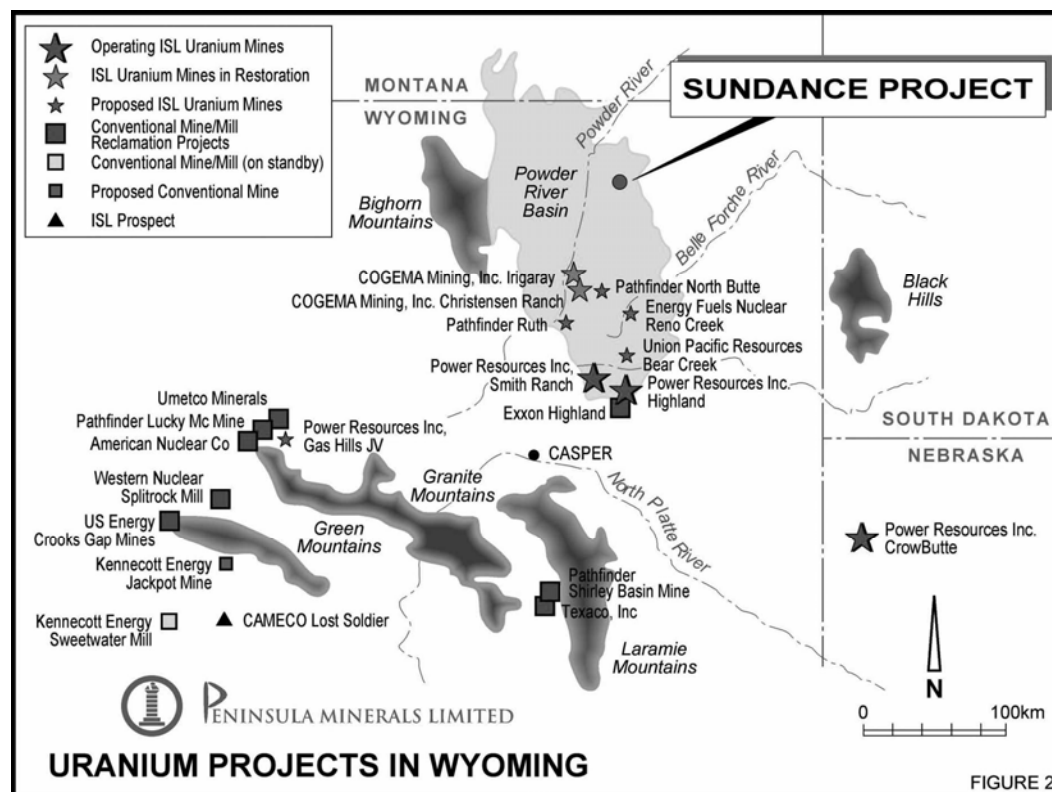 Operating ISL Uranium Mines
ISL Uranium Mines in Restoration
Proposed ISL Uranium Mines
Conventional Mine/Mill
Reclamation Projects
Conventional Mine/Mill (on standby)
Proposed Conventional Mine
ISL Prospect
MONTANA
WYOMING
Powder River
SUNDANCE PROJECT
Powder
River
Basin
Bighorn
Mountains
Belle Forche River
Black
Hills
COGEMA Mining, Inc. Irigaray
COGEMA Mining, Inc. Christensen Ranch
Pathfinder North Butte
Energy Fuels Nuclear
Reno Creek
Pathfinder Ruth
Union Pacific Resources
Bear Creek
Power Resources Inc,
Smith Ranch
Power Resources Inc.
Highland
Exxon Highland
Umetco Minerals
Pathfinder Lucky Mc Mine
American Nuclear Co
Power Resources Inc,
Gas Hills JV
CASPER
SOUTH DAKOTA
NEBRASKA
Western Nuclear
Splitrock Mill
Granite
Mountains
North Platte River
US Energy
Crooks Gap Mines
Green
Mountains
Power Resources Inc.
CrowButte
Kennecott Energy
Jackpot Mine
Pathfinder
Shirley Basin Mine
Texaco, Inc
Kennecott Energy
Sweetwater Mill
CAMECO Lost Soldier
Laramie
Mountains
N
0 100km
PENINSULA MINERALS LIMITED
URANIUM PROJECTS IN WYOMING
FIGURE 2